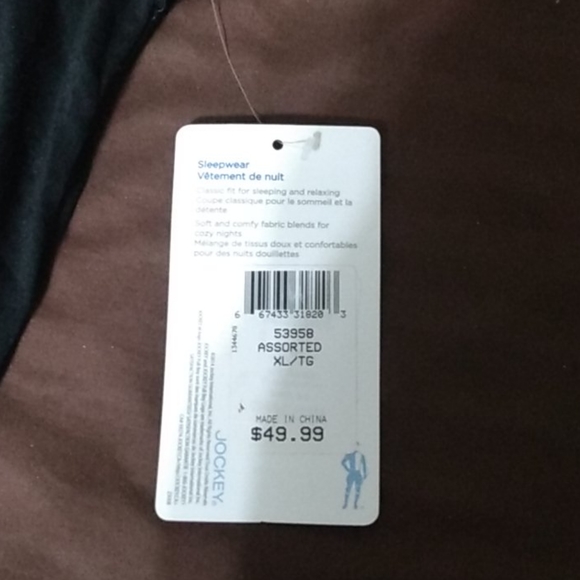 Sleepwear
Vêtement de nuit
Classic fit for sleeping and relaxing
Coupe classique pour le sommeil et la
détente
Soft and comfy fabric blends for
cozy nights
Mélange de tissus doux et confortables
pour des nuits douillettes
6 67433 31820 3
53958
ASSORTED
XL/TG
MADE IN CHINA
$49.99
JOCKEY